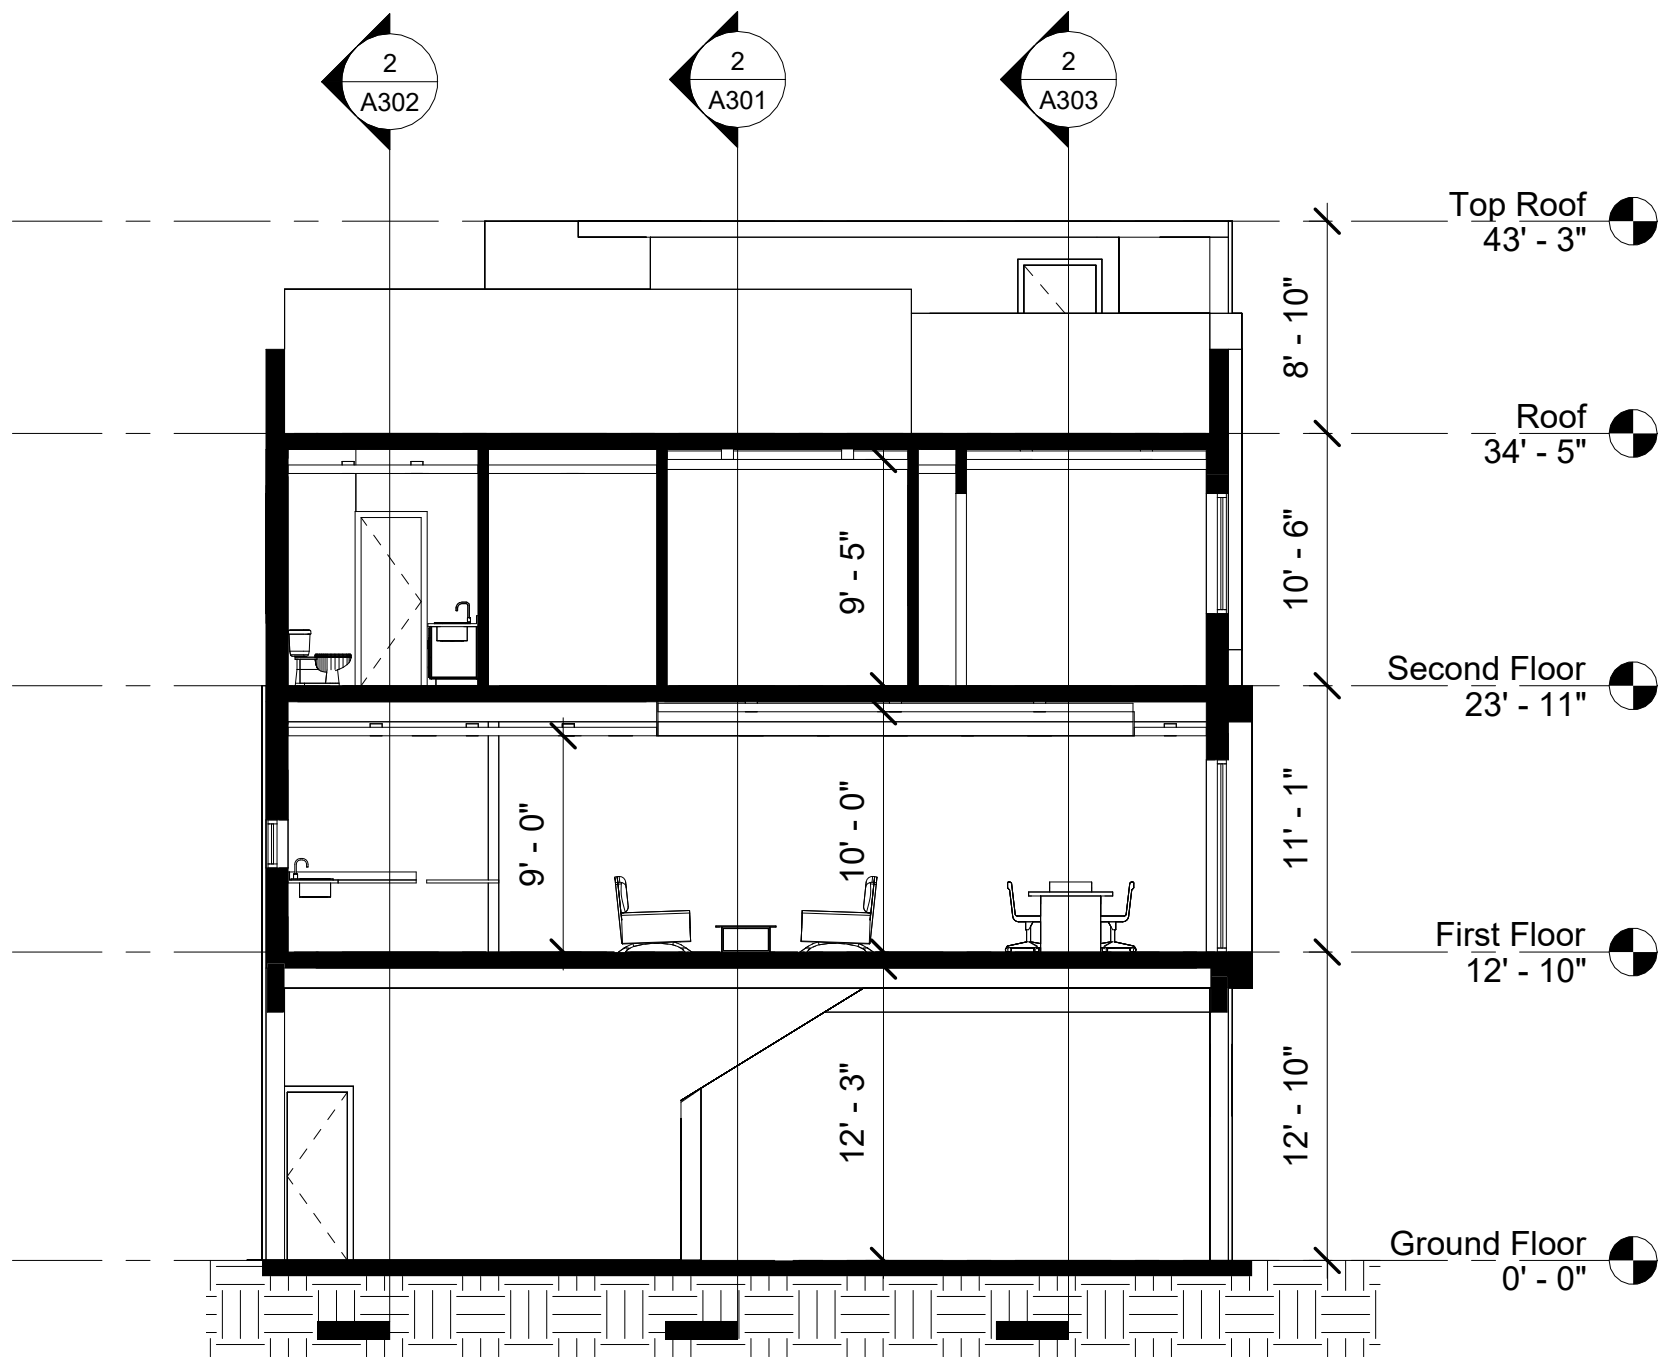 2
A302
2
A301
2
A303
Top Roof
43' - 3"
8' - 10"
Roof
34' - 5"
9' - 5"
10' - 6"
Second Floor
23' - 11"
9' - 0"
10' - 0"
11' - 1"
First Floor
12' - 10"
12' - 3"
12' - 10"
Ground Floor
0' - 0"